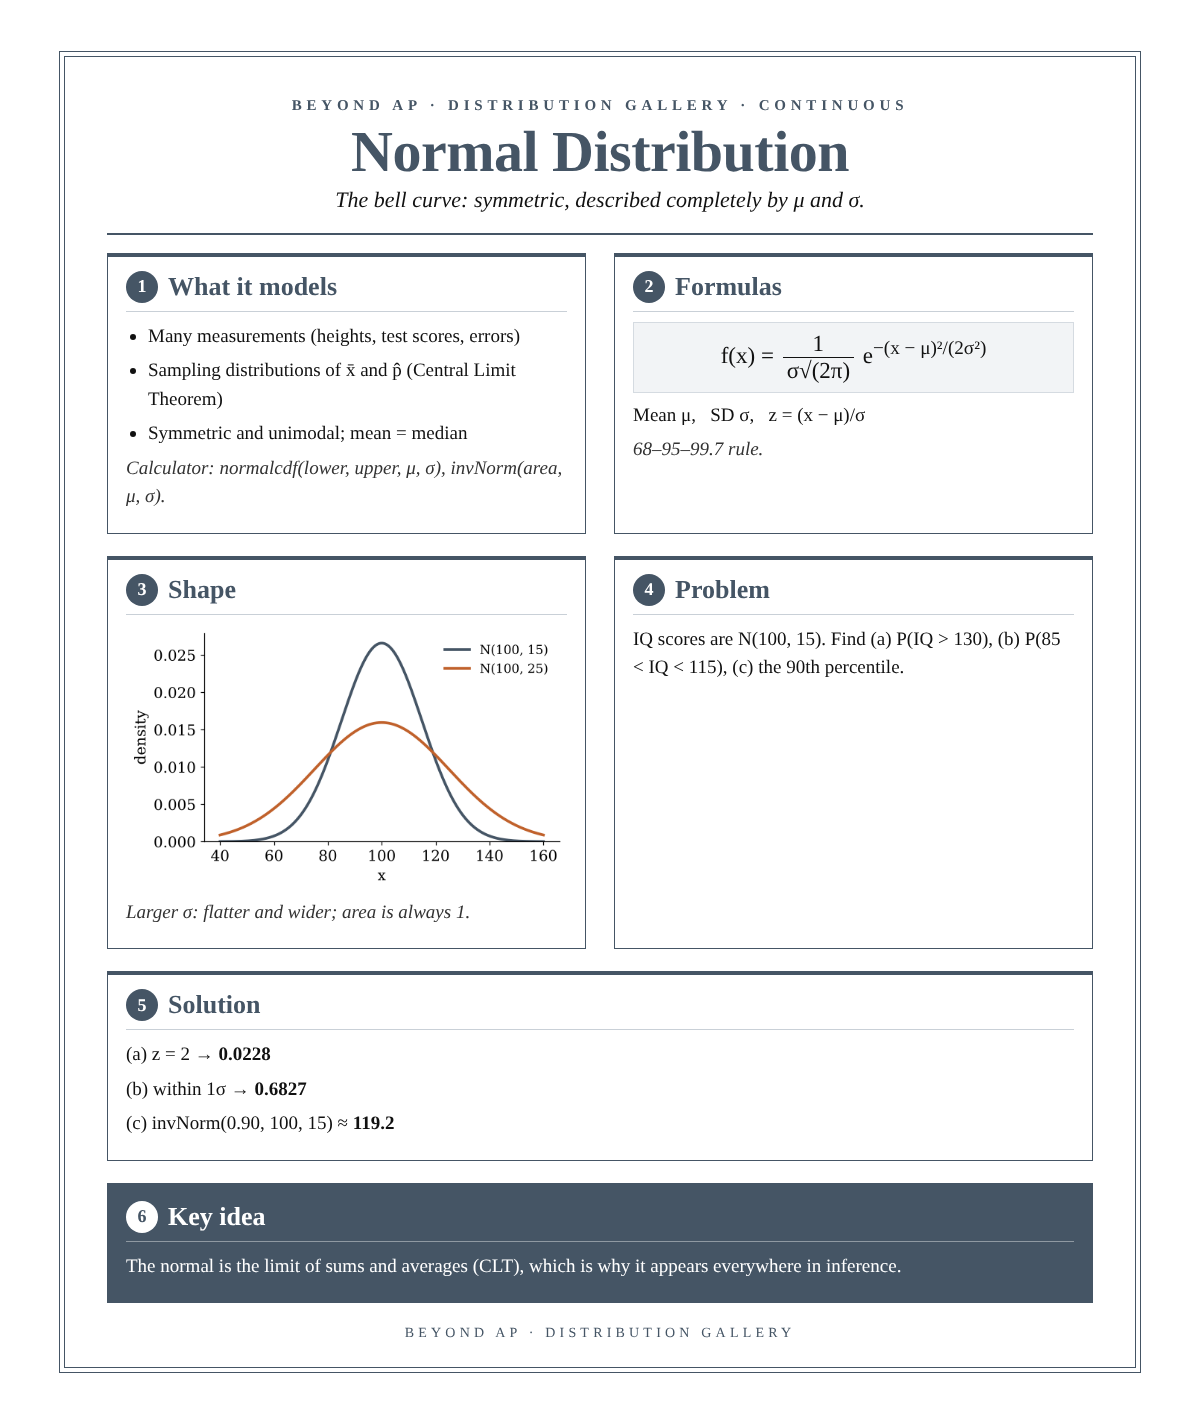 BEYOND AP · DISTRIBUTION GALLERY · CONTINUOUS
Normal Distribution
The bell curve: symmetric, described completely by μ and σ.
1 What it models
• Many measurements (heights, test scores, errors)
• Sampling distributions of x̄ and p̂ (Central Limit
Theorem)
• Symmetric and unimodal; mean = median
Calculator: normalcdf(lower, upper, μ, σ), invNorm(area,
μ, σ).
2 Formulas
f(x) = 1 / σ√(2π) e^−(x − μ)²/(2σ²)
Mean μ, SD σ, z = (x − μ)/σ
68–95–99.7 rule.
3 Shape
N(100, 15)
N(100, 25)
density
0.025
0.020
0.015
0.010
0.005
0.000
40 60 80 100 120 140 160
x
Larger σ: flatter and wider; area is always 1.
4 Problem
IQ scores are N(100, 15). Find (a) P(IQ > 130), (b) P(85
< IQ < 115), (c) the 90th percentile.
5 Solution
(a) z = 2 → 0.0228
(b) within 1σ → 0.6827
(c) invNorm(0.90, 100, 15) ≈ 119.2
6 Key idea
The normal is the limit of sums and averages (CLT), which is why it appears everywhere in inference.
BEYOND AP · DISTRIBUTION GALLERY